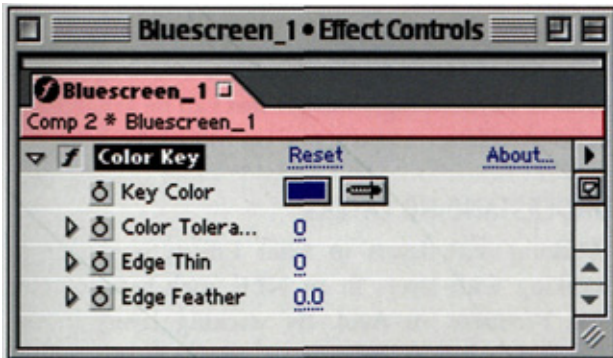 Bluescreen_1 • Effect Controls
Bluescreen_1
Comp 2 * Bluescreen_1
Color Key Reset About...
Key Color
Color Tolera... 0
Edge Thin 0
Edge Feather 0.0